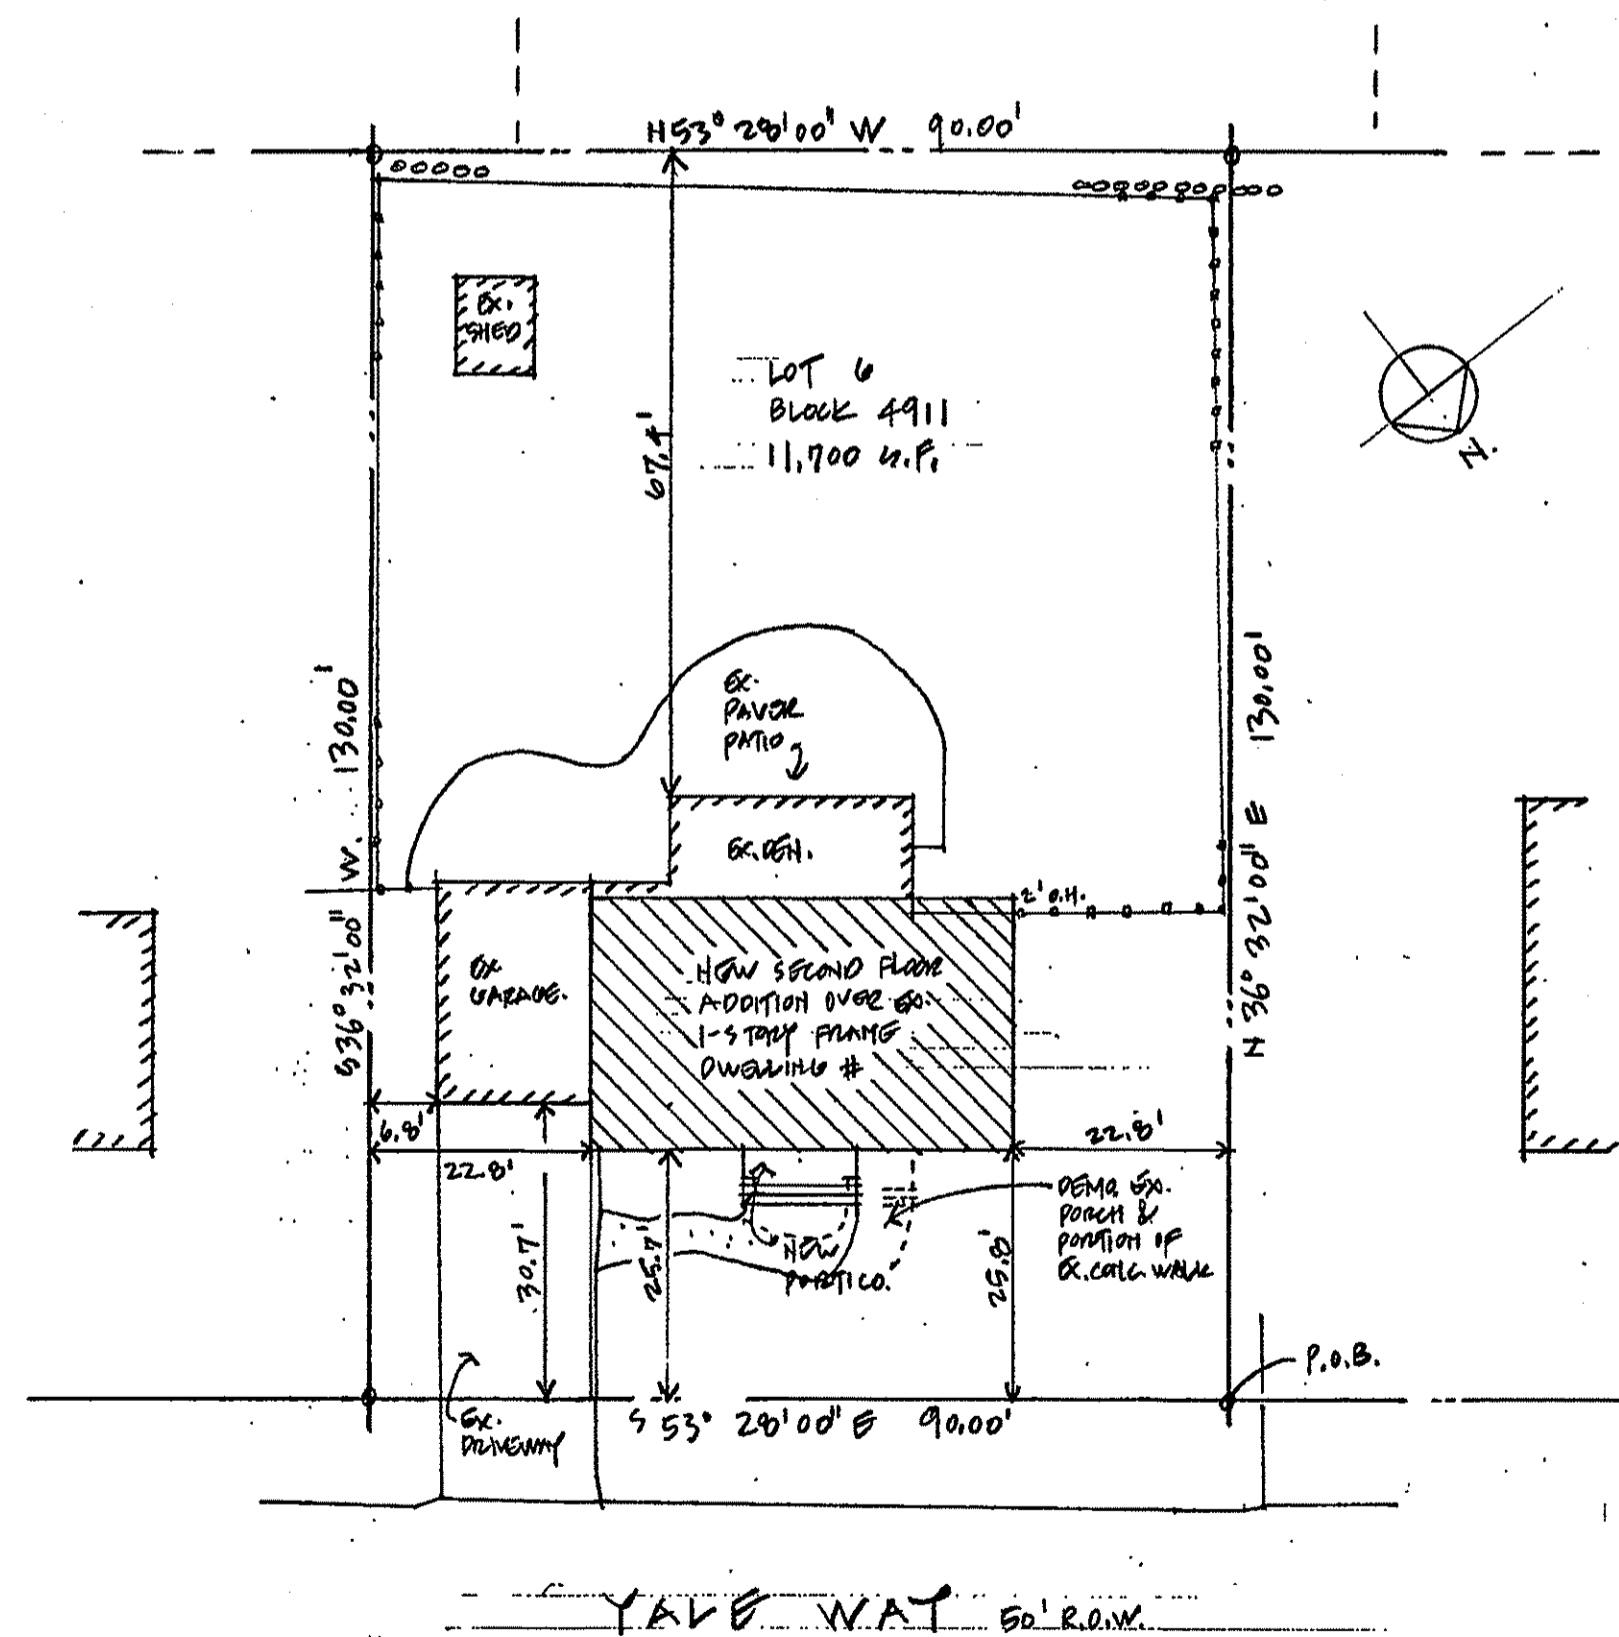 N53° 28'00" W 90.00'
EX.
SHED
LOT 6
BLOCK 4911
11,700 S.F.
N.
67.4'
EX.
PAVER
PATIO
S36° 32'00" W. 130.00'
N 36° 32'00" E 130.00'
EX. DEN.
2' O.H.
EX
GARAGE.
NEW SECOND FLOOR
ADDITION OVER EX.
1-STORY FRAME
DWELLING #
6.8'
22.8'
22.8'
30.7'
25.7'
25.8'
NEW
PORTICO.
DEMO. EX.
PORCH &
PORTION OF
EX. CONC. WALK
P.O.B.
EX.
DRIVEWAY
S 53° 28'00" E 90.00'
YALE WAY 50' R.O.W.